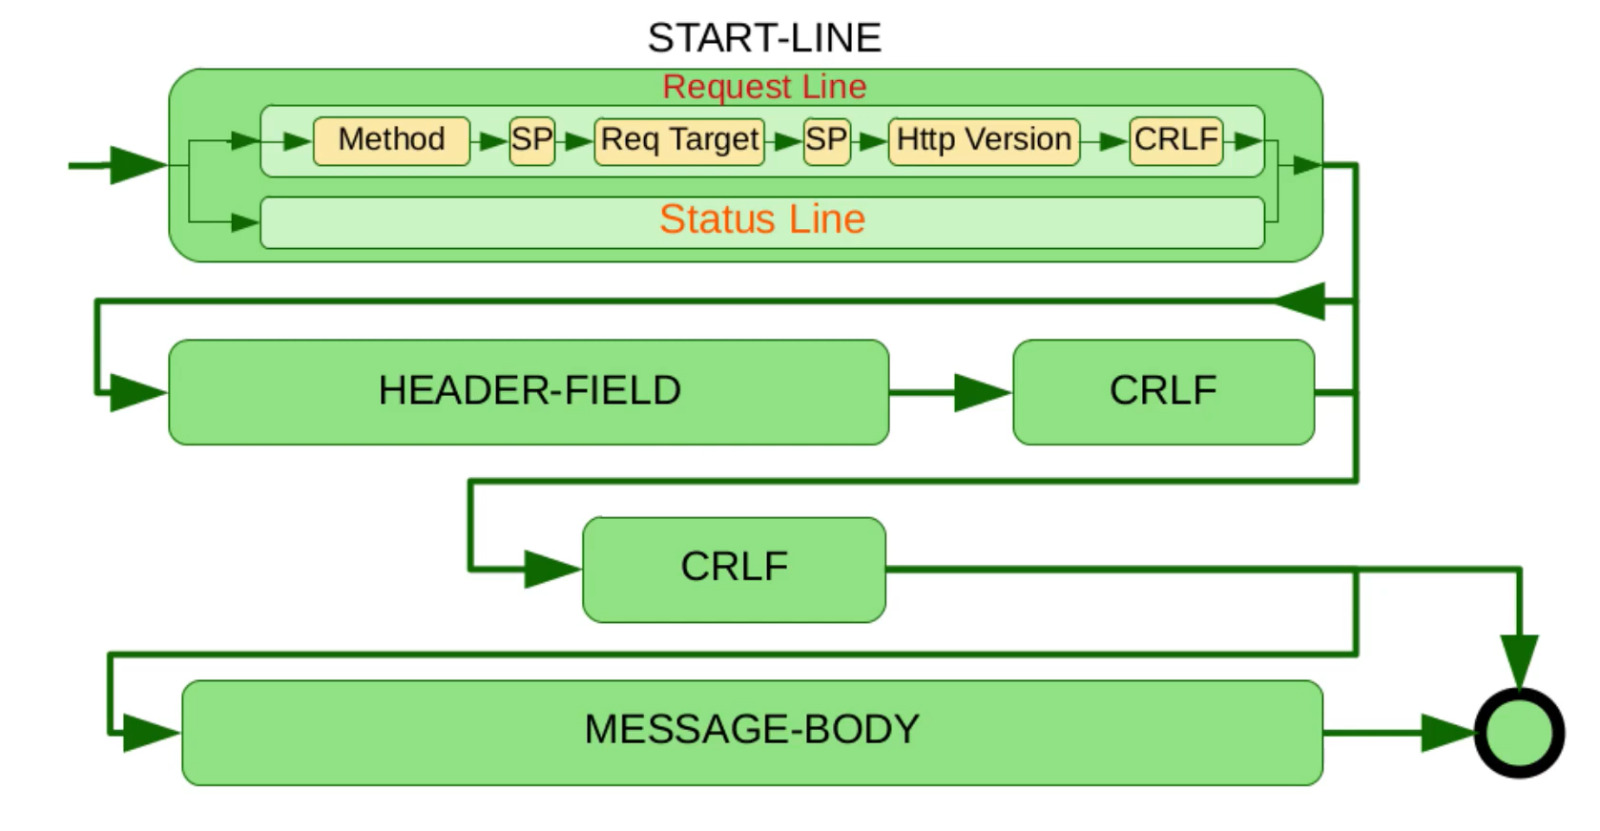 START-LINE
Request Line
Method SP Req Target SP Http Version CRLF
Status Line
HEADER-FIELD CRLF
CRLF
MESSAGE-BODY